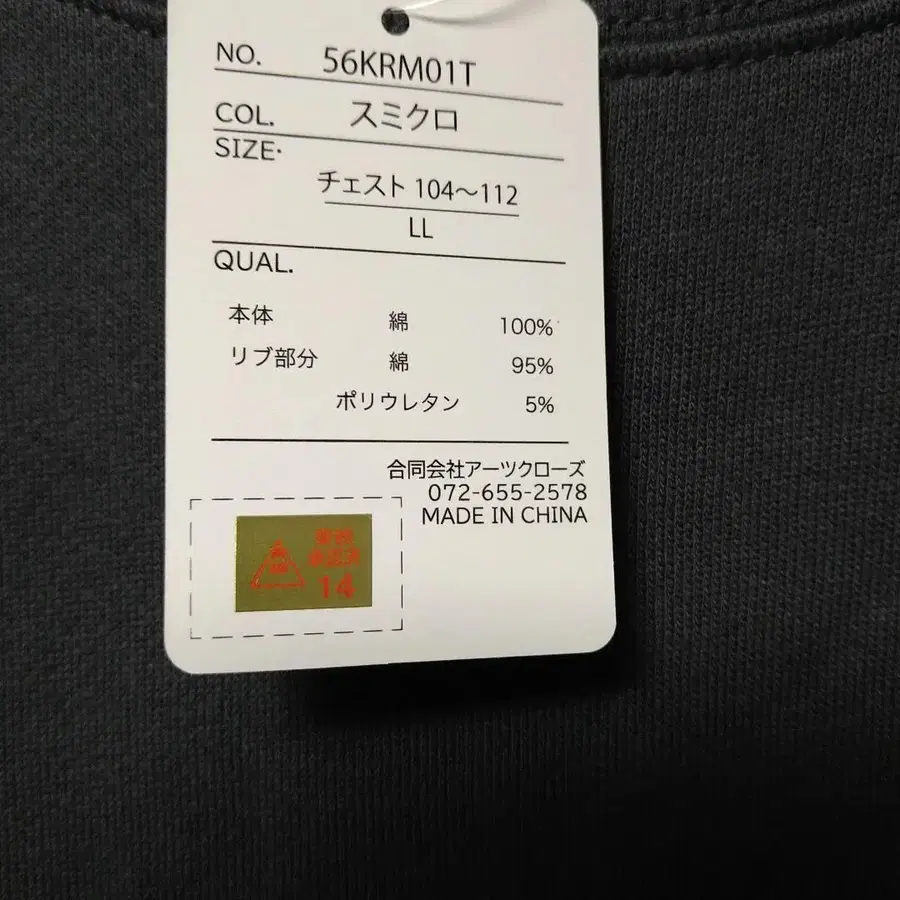 NO. 56KRM01T
COL. スミクロ
SIZE·
チェスト 104〜112
LL
QUAL.
本体 綿 100%
リブ部分 綿 95%
ポリウレタン 5%
合同会社アーツクローズ
072-655-2578
MADE IN CHINA
14